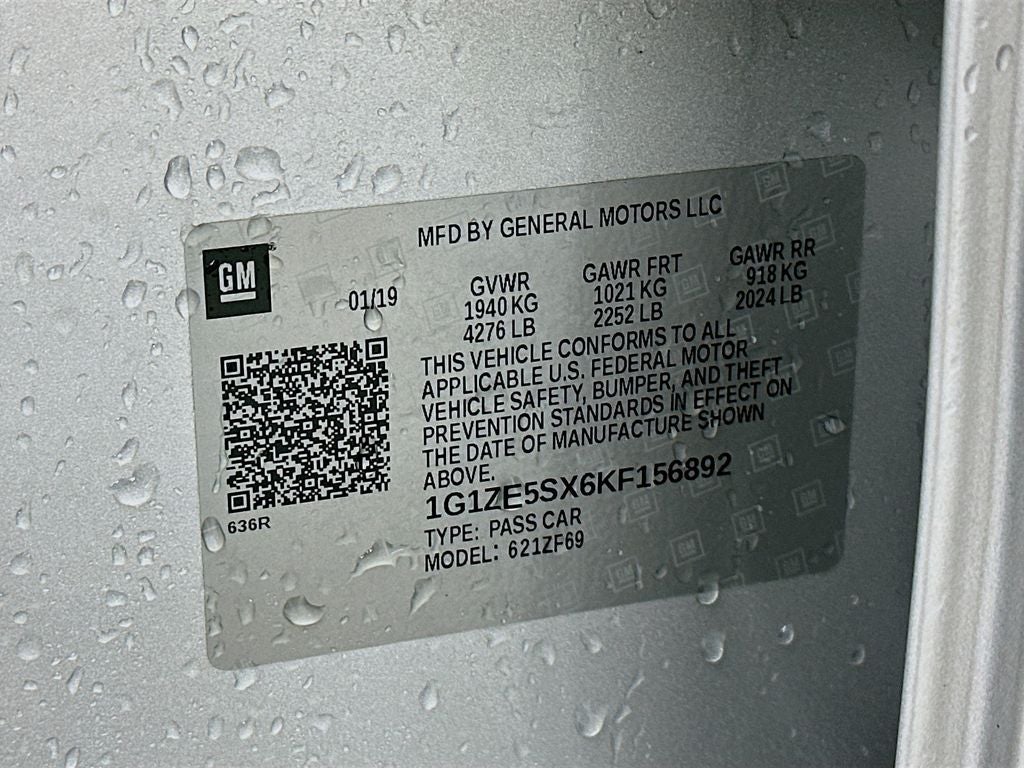 MFD BY GENERAL MOTORS LLC
GM
01/19
GVWR
1940 KG
4276 LB
GAWR FRT
1021 KG
2252 LB
GAWR RR
918 KG
2024 LB
THIS VEHICLE CONFORMS TO ALL
APPLICABLE U.S. FEDERAL MOTOR
VEHICLE SAFETY, BUMPER, AND THEFT
PREVENTION STANDARDS IN EFFECT ON
THE DATE OF MANUFACTURE SHOWN
ABOVE.
1G1ZE5SX6KF156892
TYPE: PASS CAR
MODEL: 621ZF69
636R